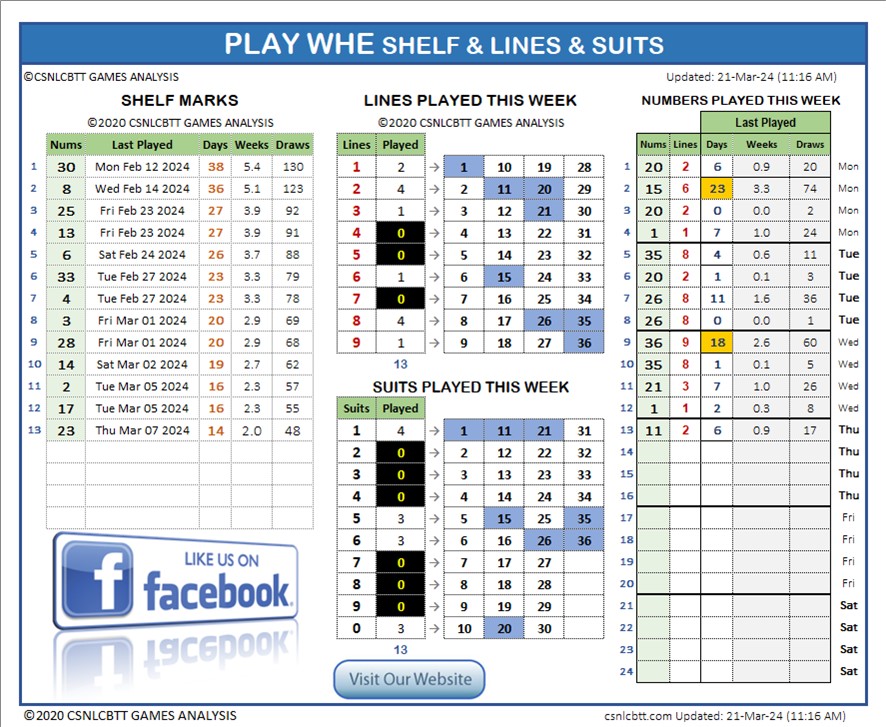 PLAY WHE SHELF & LINES & SUITS
©CSNLCBTT GAMES ANALYSIS
Updated: 21-Mar-24 (11:16 AM)
SHELF MARKS
©2020 CSNLCBTT GAMES ANALYSIS
Nums Last Played Days Weeks Draws
1 30 Mon Feb 12 2024 38 5.4 130
2 8 Wed Feb 14 2024 36 5.1 123
3 25 Fri Feb 23 2024 27 3.9 92
4 13 Fri Feb 23 2024 27 3.9 91
5 6 Sat Feb 24 2024 26 3.7 88
6 33 Tue Feb 27 2024 23 3.3 79
7 4 Tue Feb 27 2024 23 3.3 78
8 3 Fri Mar 01 2024 20 2.9 69
9 28 Fri Mar 01 2024 20 2.9 68
10 14 Sat Mar 02 2024 19 2.7 62
11 2 Tue Mar 05 2024 16 2.3 57
12 17 Tue Mar 05 2024 16 2.3 55
13 23 Thu Mar 07 2024 14 2.0 48
LIKE US ON
facebook.
LINES PLAYED THIS WEEK
©2020 CSNLCBTT GAMES ANALYSIS
Lines Played
1 2 → 1 10 19 28
2 4 → 2 11 20 29
3 1 → 3 12 21 30
4 0 → 4 13 22 31
5 0 → 5 14 23 32
6 1 → 6 15 24 33
7 0 → 7 16 25 34
8 4 → 8 17 26 35
9 1 → 9 18 27 36
13
SUITS PLAYED THIS WEEK
Suits Played
1 4 → 1 11 21 31
2 0 → 2 12 22 32
3 0 → 3 13 23 33
4 0 → 4 14 24 34
5 3 → 5 15 25 35
6 3 → 6 16 26 36
7 0 → 7 17 27
8 0 → 8 18 28
9 0 → 9 19 29
0 3 → 10 20 30
13
Visit Our Website
NUMBERS PLAYED THIS WEEK
Last Played
Nums Lines Days Weeks Draws
1 20 2 6 0.9 20 Mon
2 15 6 23 3.3 74 Mon
3 20 2 0 0.0 2 Mon
4 1 1 7 1.0 24 Mon
5 35 8 4 0.6 11 Tue
6 20 2 1 0.1 3 Tue
7 26 8 11 1.6 36 Tue
8 26 8 0 0.0 1 Tue
9 36 9 18 2.6 60 Wed
10 35 8 1 0.1 5 Wed
11 21 3 7 1.0 26 Wed
12 1 1 2 0.3 8 Wed
13 11 2 6 0.9 17 Thu
14 Thu
15 Thu
16 Thu
17 Fri
18 Fri
19 Fri
20 Fri
21 Sat
22 Sat
23 Sat
24 Sat
©2020 CSNLCBTT GAMES ANALYSIS
csnlcbtt.com Updated: 21-Mar-24 (11:16 AM)